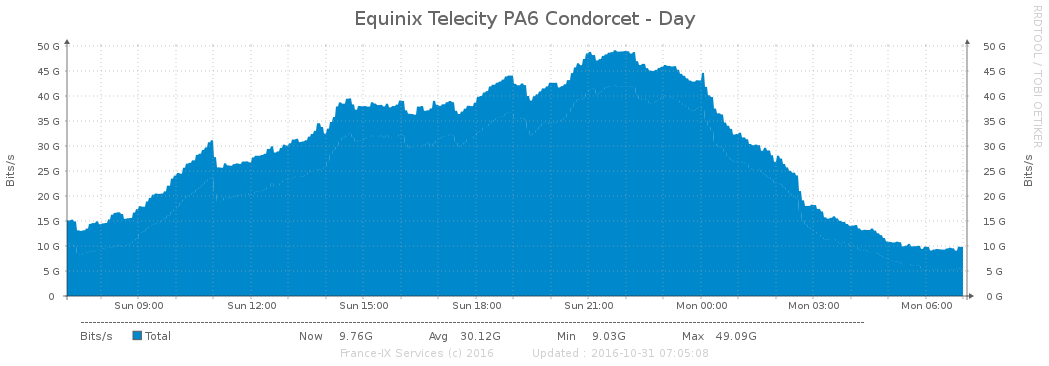 Equinix Telecity PA6 Condorcet - Day
RRDTOOL / TOBI OETIKER
Bits/s
50 G
45 G
40 G
35 G
30 G
25 G
20 G
15 G
10 G
5 G
0
50 G
45 G
40 G
35 G
30 G
25 G
20 G
15 G
10 G
5 G
0 G
Bits/s
Sun 09:00 Sun 12:00 Sun 15:00 Sun 18:00 Sun 21:00 Mon 00:00 Mon 03:00 Mon 06:00
Bits/s Total Now 9.76G Avg 30.12G Min 9.03G Max 49.09G
France-IX Services (c) 2016 Updated : 2016-10-31 07:05:08